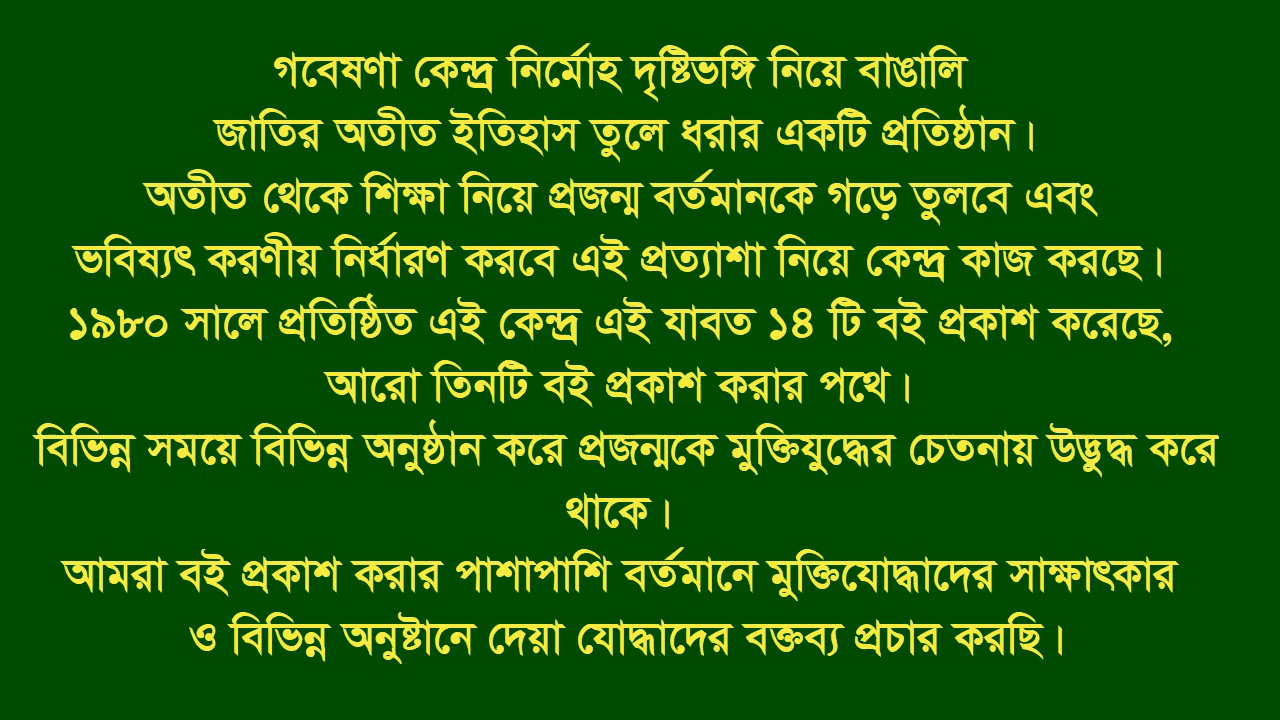 গবেষণা কেন্দ্র নির্মোহ দৃষ্টিভঙ্গি নিয়ে বাঙালি
জাতির অতীত ইতিহাস তুলে ধরার একটি প্রতিষ্ঠান।
অতীত থেকে শিক্ষা নিয়ে প্রজন্ম বর্তমানকে গড়ে তুলবে এবং
ভবিষ্যৎ করণীয় নির্ধারণ করবে এই প্রত্যাশা নিয়ে কেন্দ্র কাজ করছে।
১৯৮০ সালে প্রতিষ্ঠিত এই কেন্দ্র এই যাবত ১৪ টি বই প্রকাশ করেছে,
আরো তিনটি বই প্রকাশ করার পথে।
বিভিন্ন সময়ে বিভিন্ন অনুষ্ঠান করে প্রজন্মকে মুক্তিযুদ্ধের চেতনায় উদ্ভুদ্ধ করে
থাকে।
আমরা বই প্রকাশ করার পাশাপাশি বর্তমানে মুক্তিযোদ্ধাদের সাক্ষাৎকার
ও বিভিন্ন অনুষ্টানে দেয়া যোদ্ধাদের বক্তব্য প্রচার করছি।